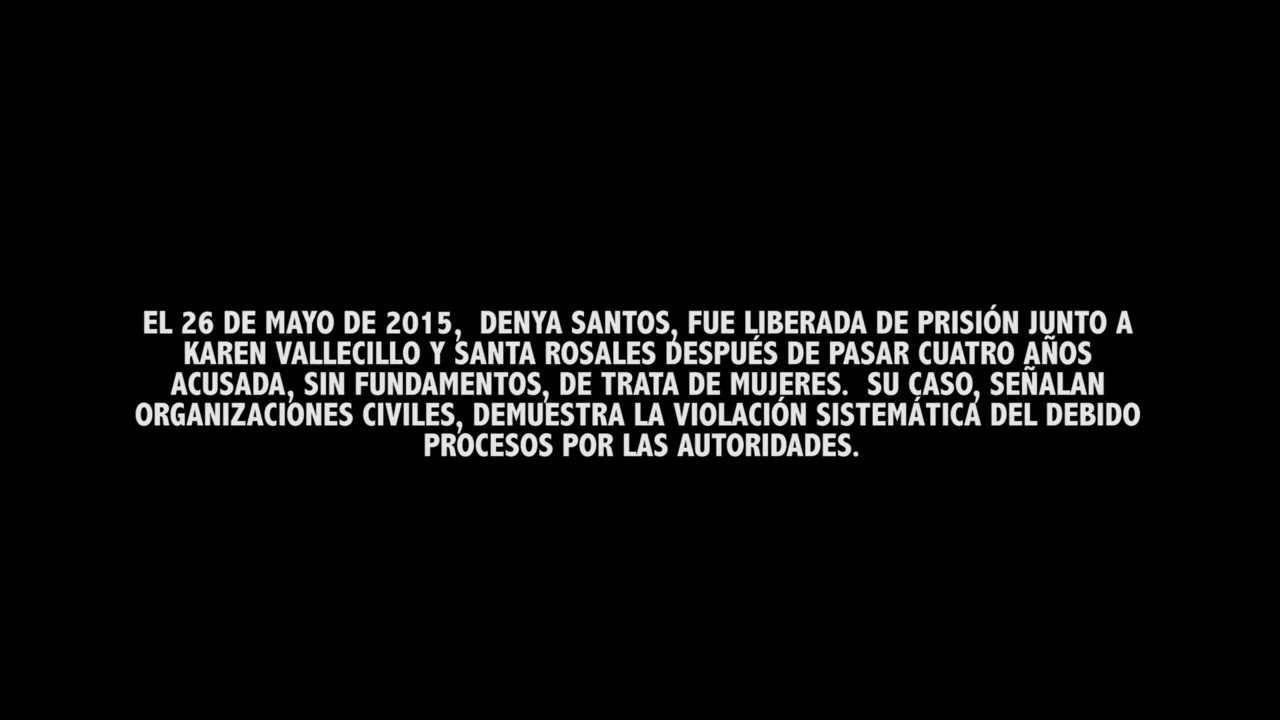 EL 26 DE MAYO DE 2015,  DENYA SANTOS, FUE LIBERADA DE PRISIÓN JUNTO A
KAREN VALLECILLO Y SANTA ROSALES DESPUÉS DE PASAR CUATRO AÑOS
ACUSADA, SIN FUNDAMENTOS, DE TRATA DE MUJERES.  SU CASO, SEÑALAN
ORGANIZACIONES CIVILES, DEMUESTRA LA VIOLACIÓN SISTEMÁTICA DEL DEBIDO
PROCESOS POR LAS AUTORIDADES.